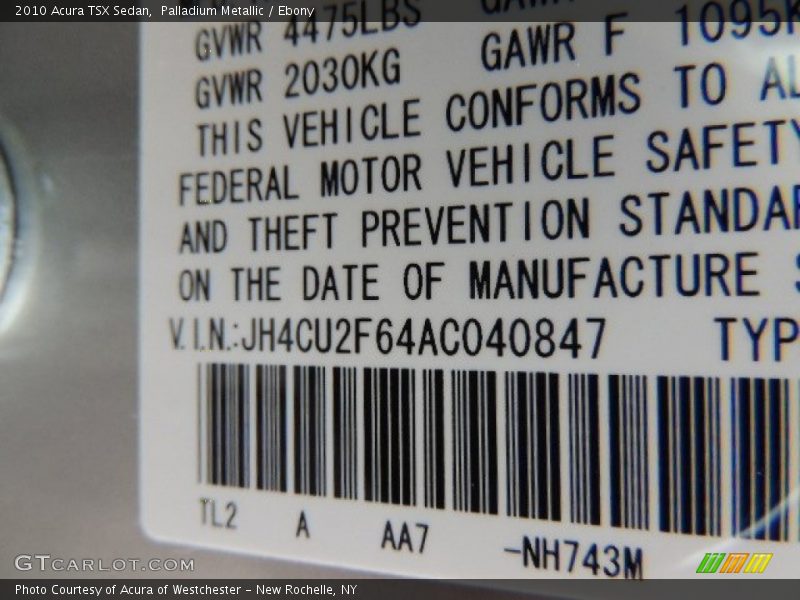 2010 Acura TSX Sedan, Palladium Metallic / Ebony
GVWR 4475LBS
GVWR 2030KG GAWR F 1095K
THIS VEHICLE CONFORMS TO AL
FEDERAL MOTOR VEHICLE SAFETY
AND THEFT PREVENTION STANDAR
ON THE DATE OF MANUFACTURE
V.I.N.:JH4CU2F64AC040847 TYP
TL2 A AA7 -NH743M
GTCARLOT.COM
Photo Courtesy of Acura of Westchester - New Rochelle, NY